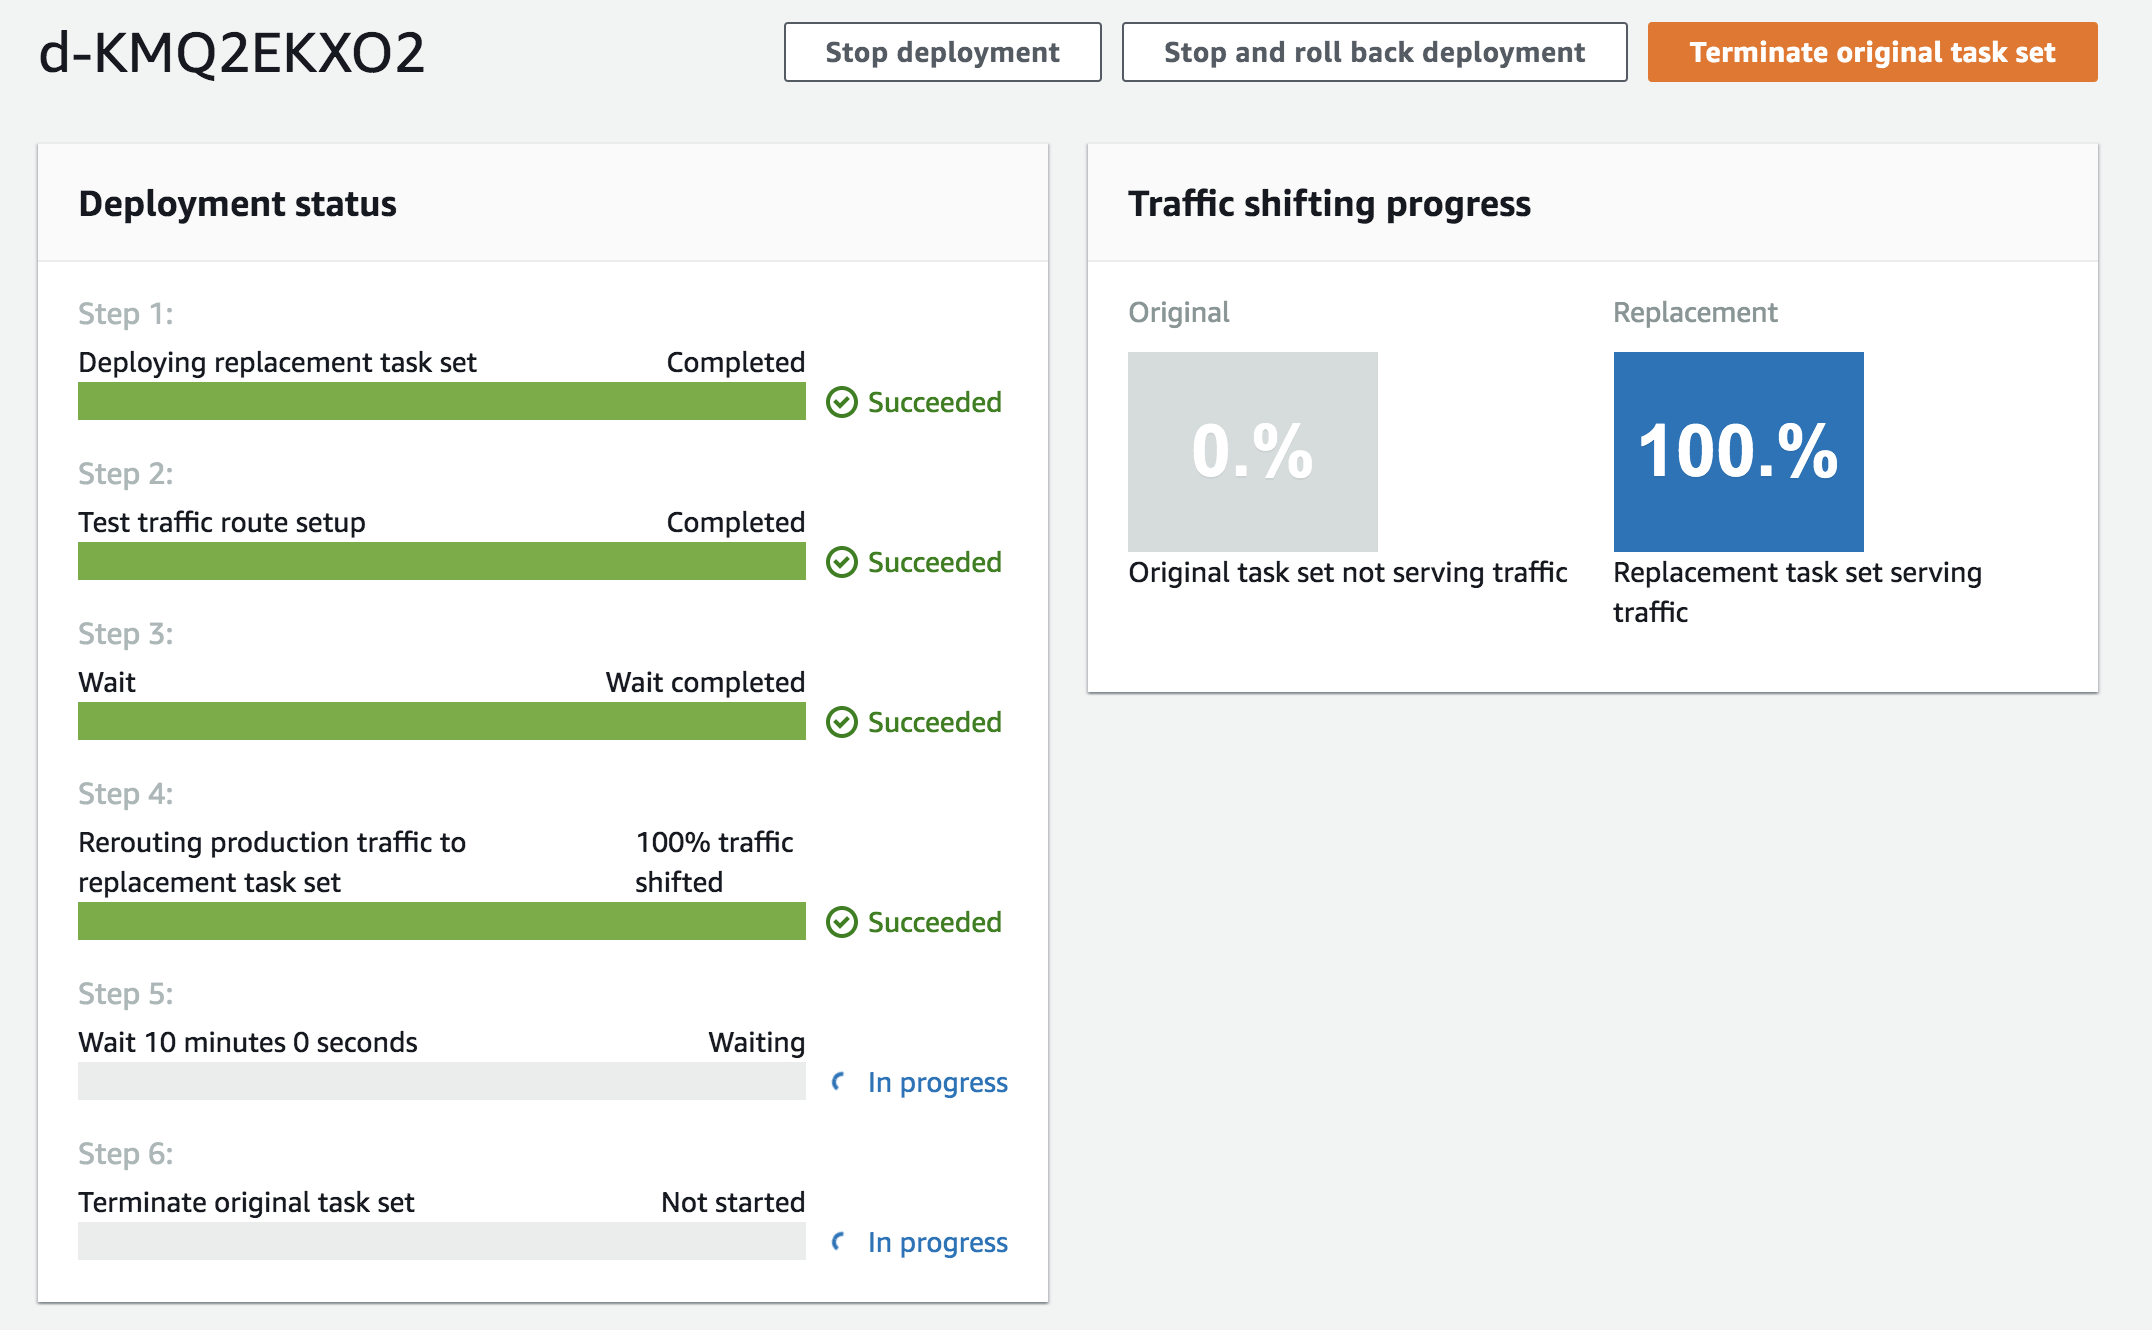 d-KMQ2EKXO2
Stop deployment
Stop and roll back deployment
Terminate original task set
Deployment status
Step 1:
Deploying replacement task set
Completed
Succeeded
Step 2:
Test traffic route setup
Completed
Succeeded
Step 3:
Wait
Wait completed
Succeeded
Step 4:
Rerouting production traffic to
replacement task set
100% traffic
shifted
Succeeded
Step 5:
Wait 10 minutes 0 seconds
Waiting
In progress
Step 6:
Terminate original task set
Not started
In progress
Traffic shifting progress
Original
0.%
Original task set not serving traffic
Replacement
100.%
Replacement task set serving
traffic